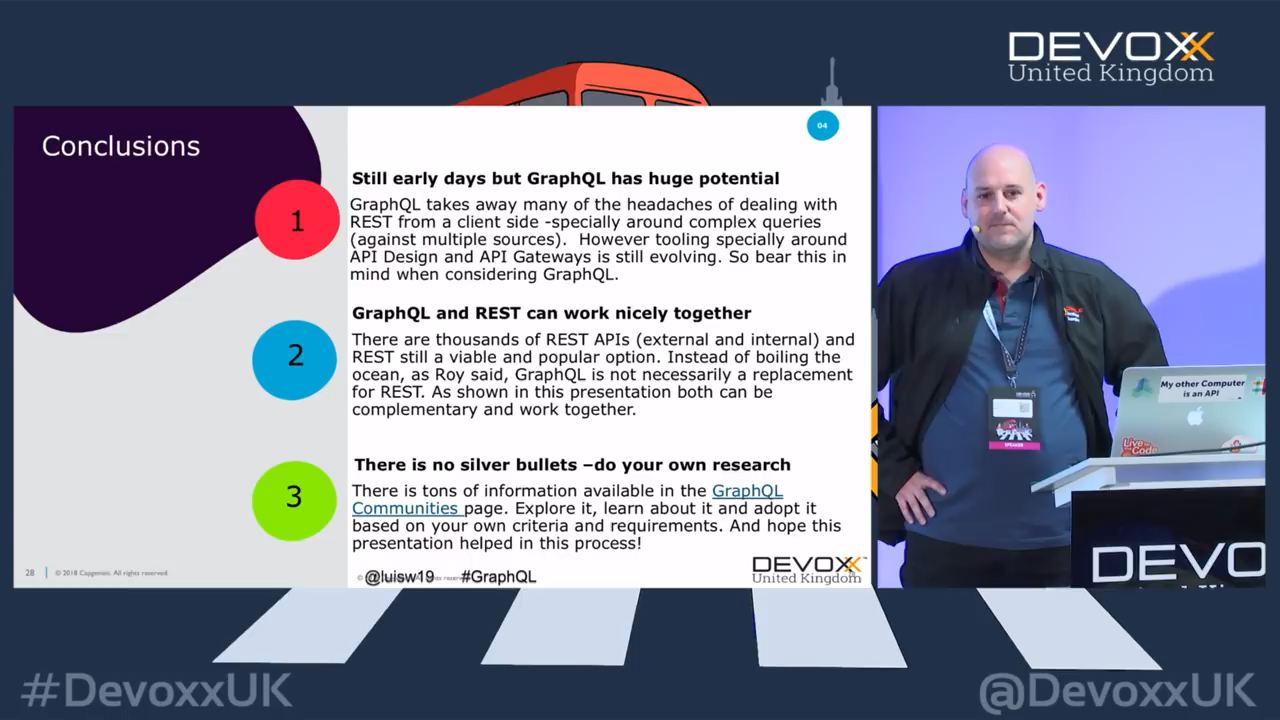 DEVOXX
United Kingdom
Conclusions
04
1
Still early days but GraphQL has huge potential
GraphQL takes away many of the headaches of dealing with
REST from a client side -specially around complex queries
(against multiple sources).  However tooling specially around
API Design and API Gateways is still evolving. So bear this in
mind when considering GraphQL.
2
GraphQL and REST can work nicely together
There are thousands of REST APIs (external and internal) and
REST still a viable and popular option. Instead of boiling the
ocean, as Roy said, GraphQL is not necessarily a replacement
for REST. As shown in this presentation both can be
complementary and work together.
3
There is no silver bullets –do your own research
There is tons of information available in the GraphQL
Communities page. Explore it, learn about it and adopt it
based on your own criteria and requirements. And hope this
presentation helped in this process!
28 | © 2018 Capgemini. All rights reserved.
@luisw19 #GraphQL
DEVOXX
United Kingdom
My other Computer
is an API
Live
Code
SPEAKER
DEVO
#DevoxxUK
@DevoxxUK